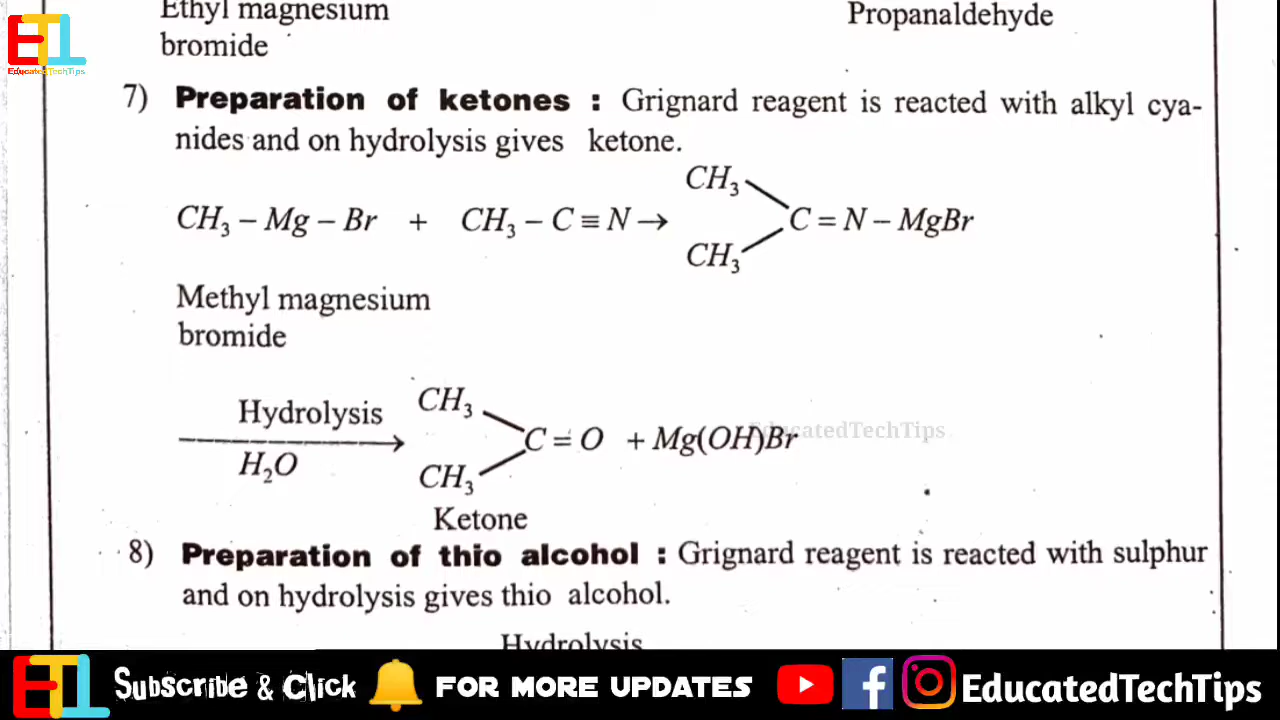 Ethyl magnesium
Propanaldehyde
bromide
ETL
EducatedTechTips
7) Preparation of ketones : Grignard reagent is reacted with alkyl cya-
nides and on hydrolysis gives ketone.
CH₃
CH₃ – Mg – Br + CH₃ – C ≡ N → C = N – MgBr
CH₃
Methyl magnesium
bromide
Hydrolysis
CH₃
C = O + Mg(OH)Br
EducatedTechTips
H₂O
CH₃
Ketone
8) Preparation of thio alcohol : Grignard reagent is reacted with sulphur
and on hydrolysis gives thio alcohol.
Hydrolysis
ETL Subscribe & Click FOR MORE UPDATES EducatedTechTips